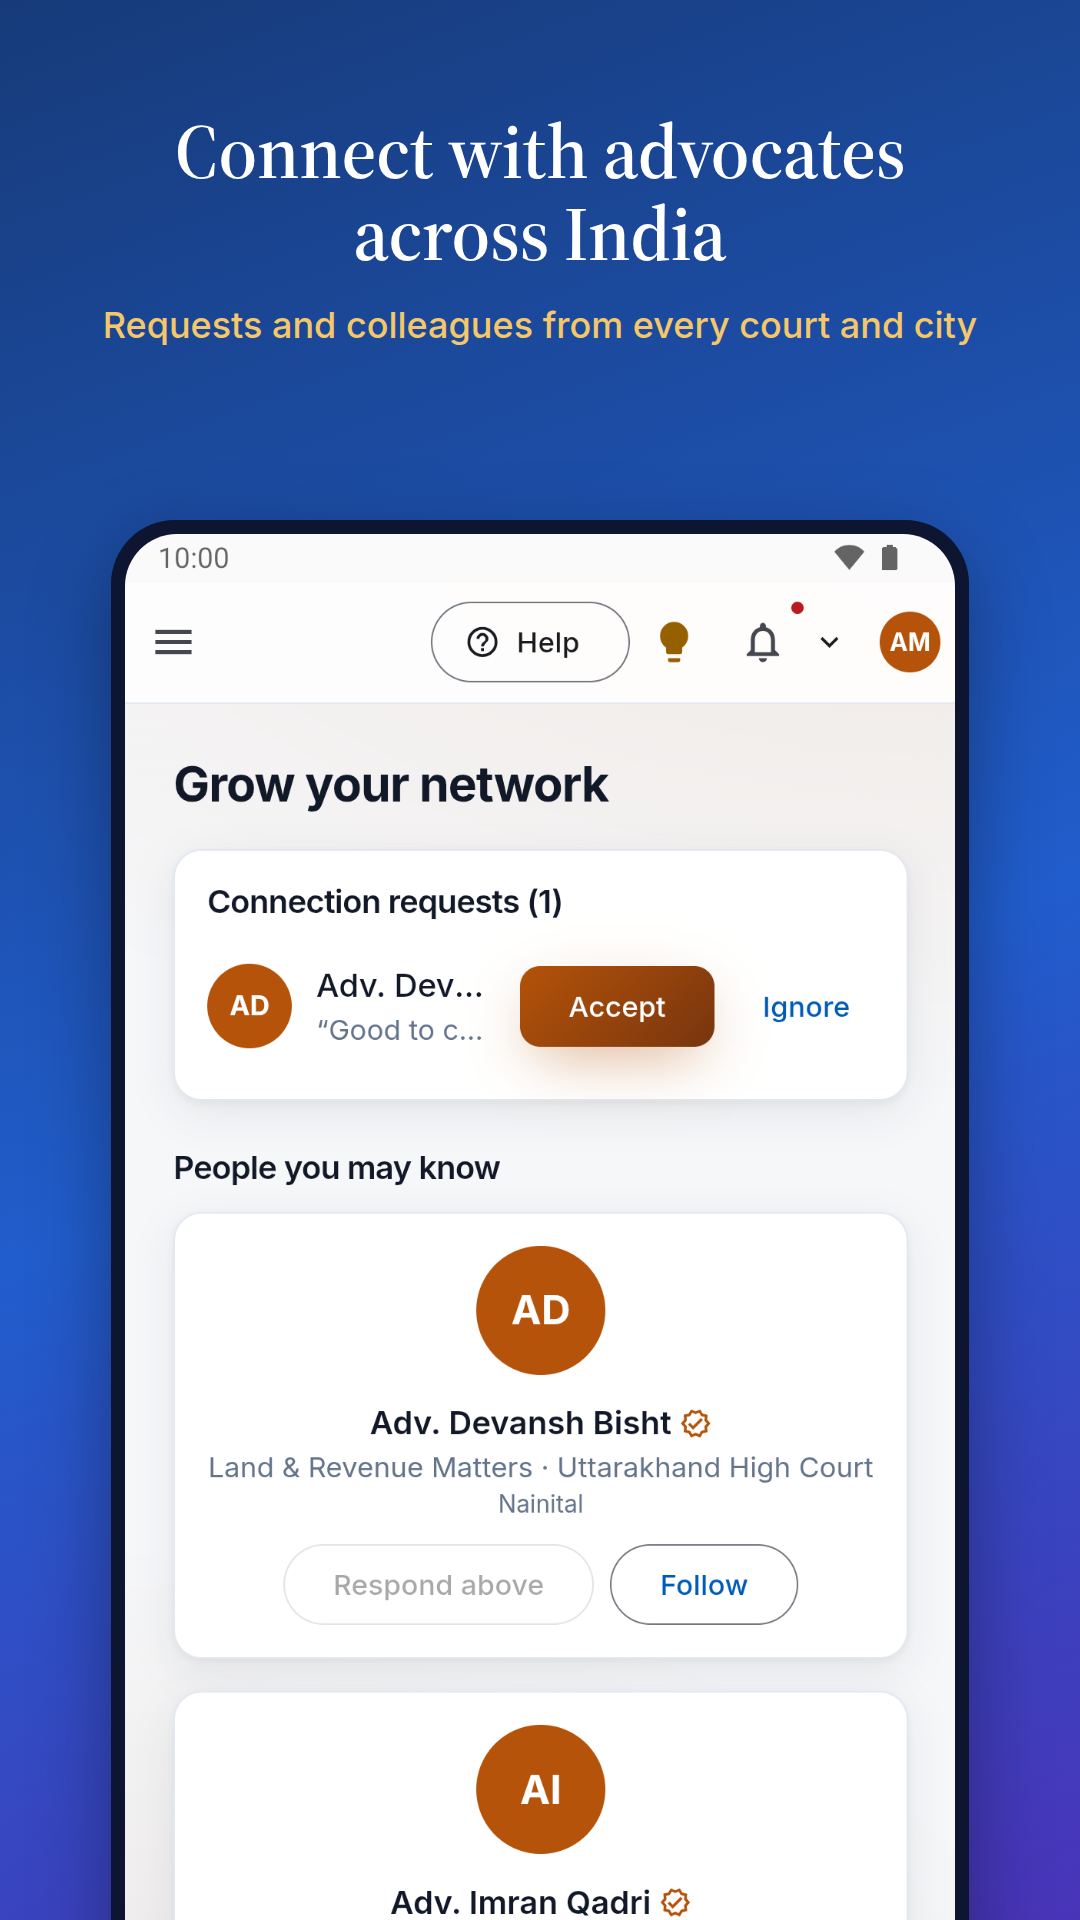 Connect with advocates
across India
Requests and colleagues from every court and city
10:00
Help
AM
Grow your network
Connection requests (1)
AD
Adv. Dev...
“Good to c...
Accept
Ignore
People you may know
AD
Adv. Devansh Bisht
Land & Revenue Matters · Uttarakhand High Court
Nainital
Respond above
Follow
AI
Adv. Imran Qadri